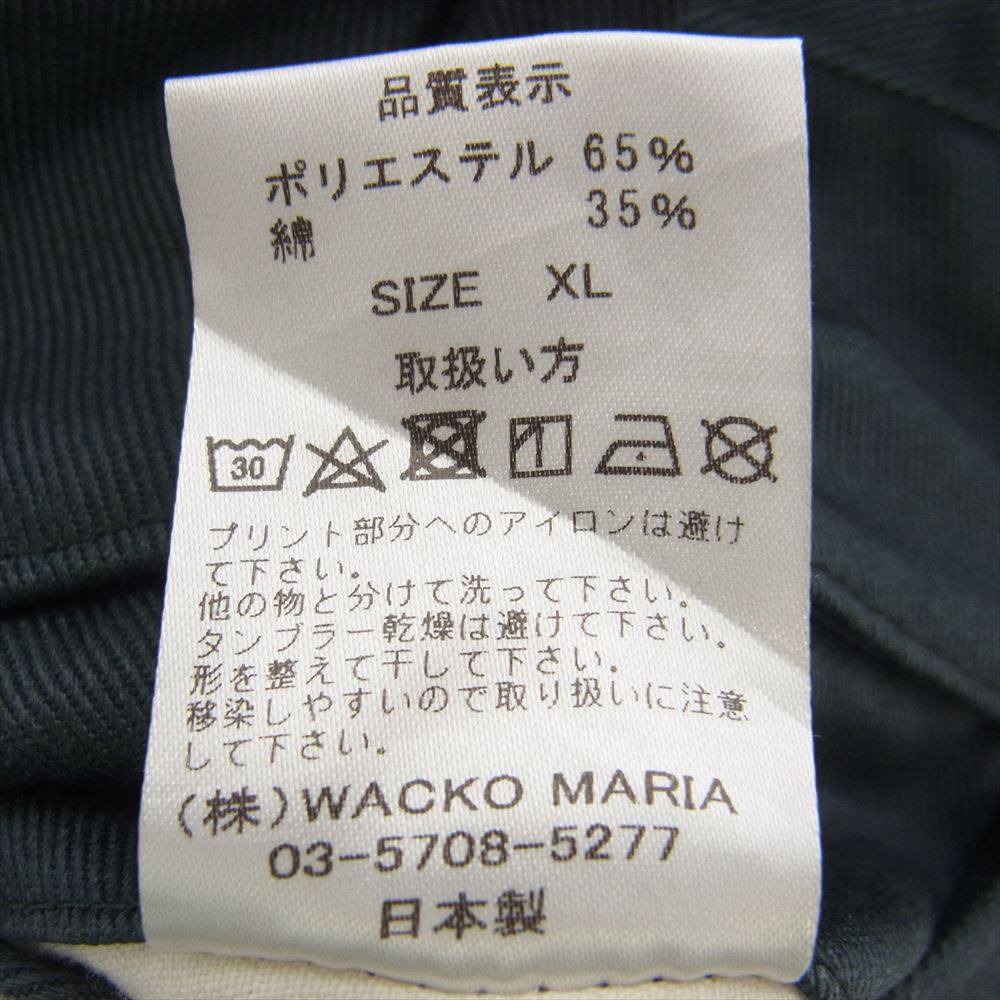 品質表示
ポリエステル 65%
綿 35%
SIZE XL
取扱い方
30
プリント部分へのアイロンは避け
て下さい。
他の物と分けて洗って下さい。
タンブラー乾燥は避けて下さい。
形を整えて干して下さい。
移染しやすいので取り扱いに注意
して下さい。
(株)WACKO MARIA
03-5708-5277
日本製